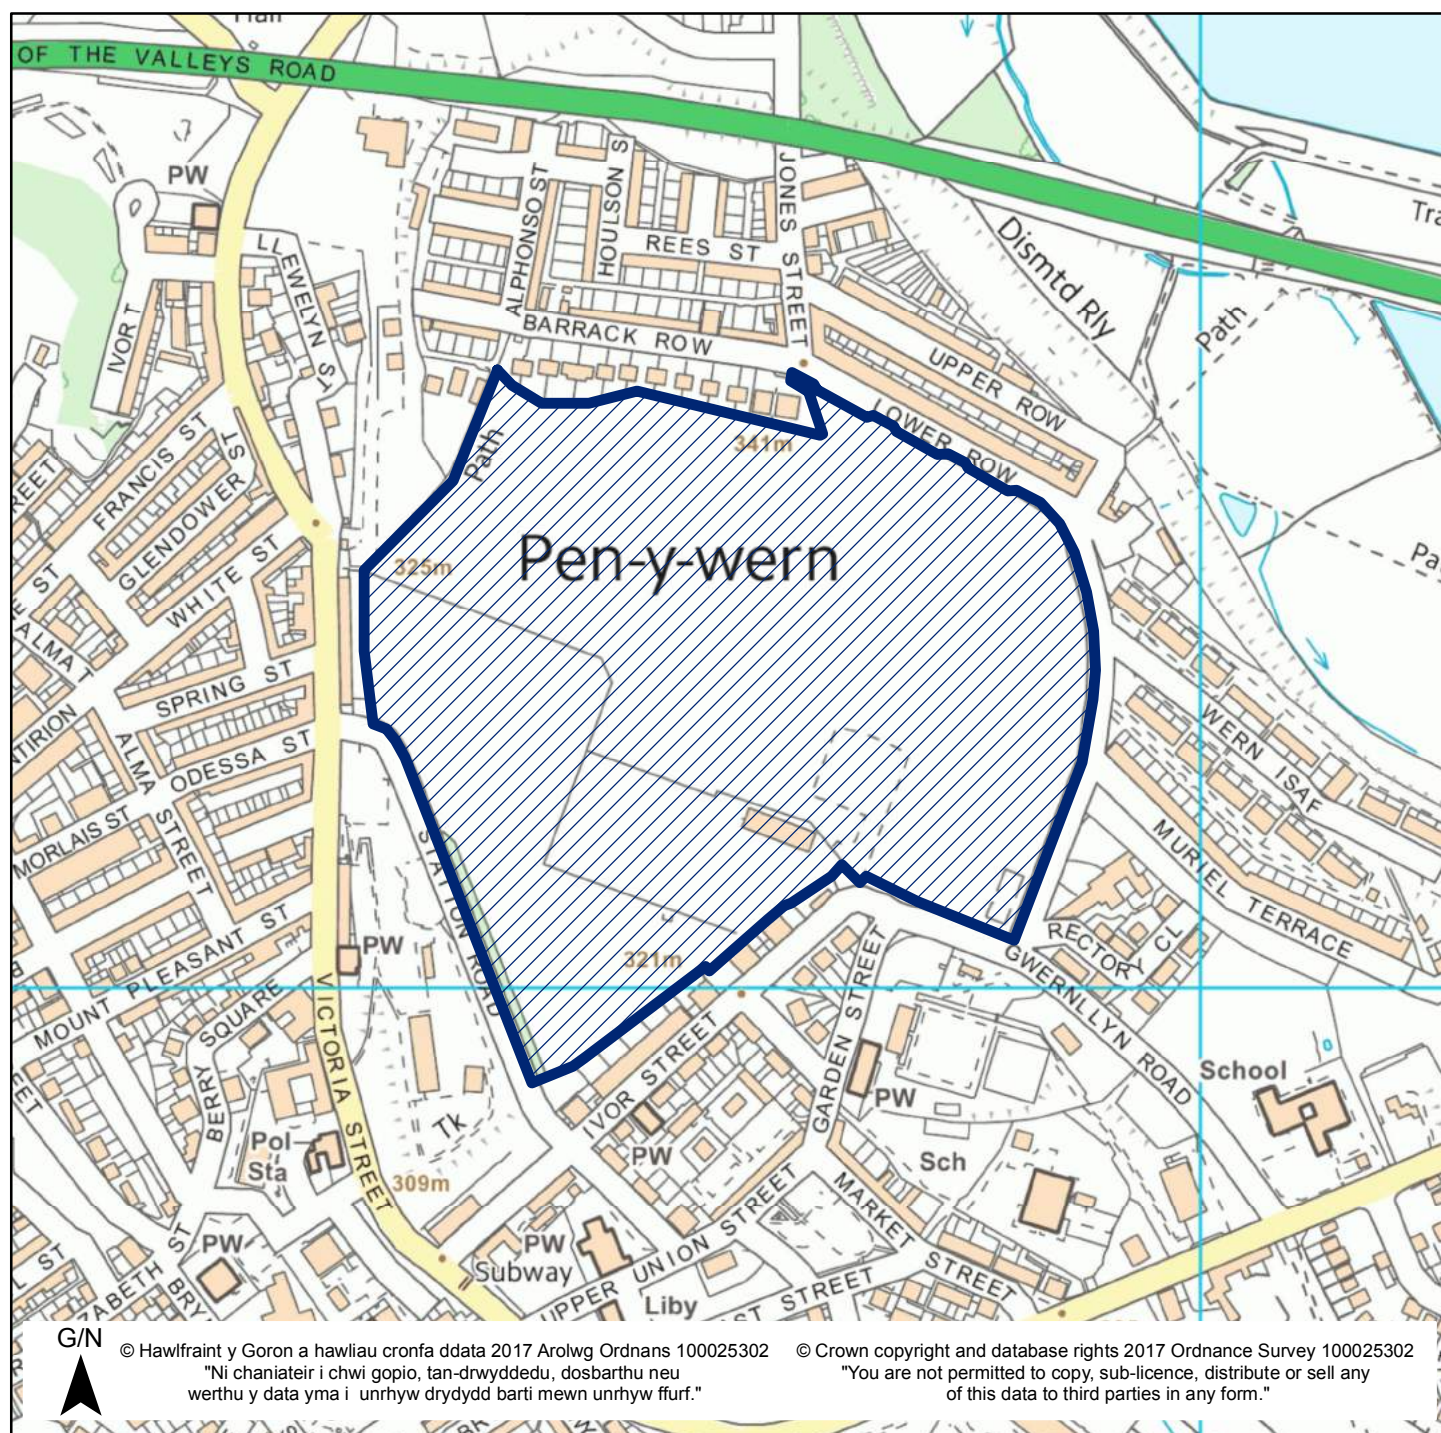 OF THE VALLEYS ROAD
PW
LLEWELYN ST
IVOR T
ALPHONSO ST
HOULSON S
REES ST
JONES STREET
BARRACK ROW
UPPER ROW
LOWER ROW
Dismtd Rly
Path
Tra
Path
341m
325m
Pen-y-wern
FRANCIS ST
GLENDOWER ST
WHITE ST
ALMA T
SPRING ST
ODESSA ST
ALMA STREET
MORLAIS ST
MOUNT PLEASANT ST
STATION ROAD
PW
BERRY SQUARE
VICTORIA STREET
321m
WERN ISAF
MURIEL TERRACE
RECTORY CL
GWERNLLYN ROAD
GARDEN STREET
IVOR STREET
School
PW
PW
Sch
Pol Sta
Tk
309m
PW
PW
Subway
UPPER UNION STREET
MARKET STREET
Liby
ST STREET
G/N
© Hawlfraint y Goron a hawliau cronfa ddata 2017 Arolwg Ordnans 100025302
"Ni chaniateir i chwi gopio, tan-drwyddedu, dosbarthu neu
werthu y data yma i unrhyw drydydd barti mewn unrhyw ffurf."
© Crown copyright and database rights 2017 Ordnance Survey 100025302
"You are not permitted to copy, sub-licence, distribute or sell any
of this data to third parties in any form."